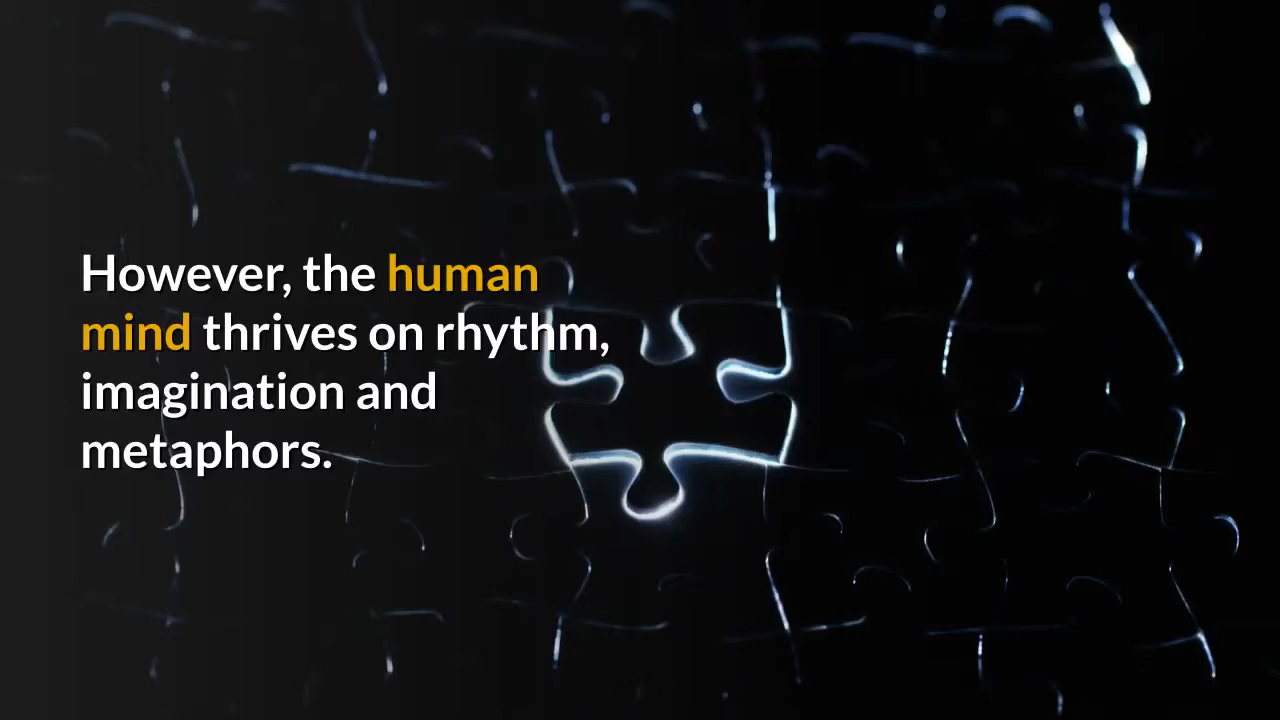 However, the human
mind thrives on rhythm,
imagination and
metaphors.